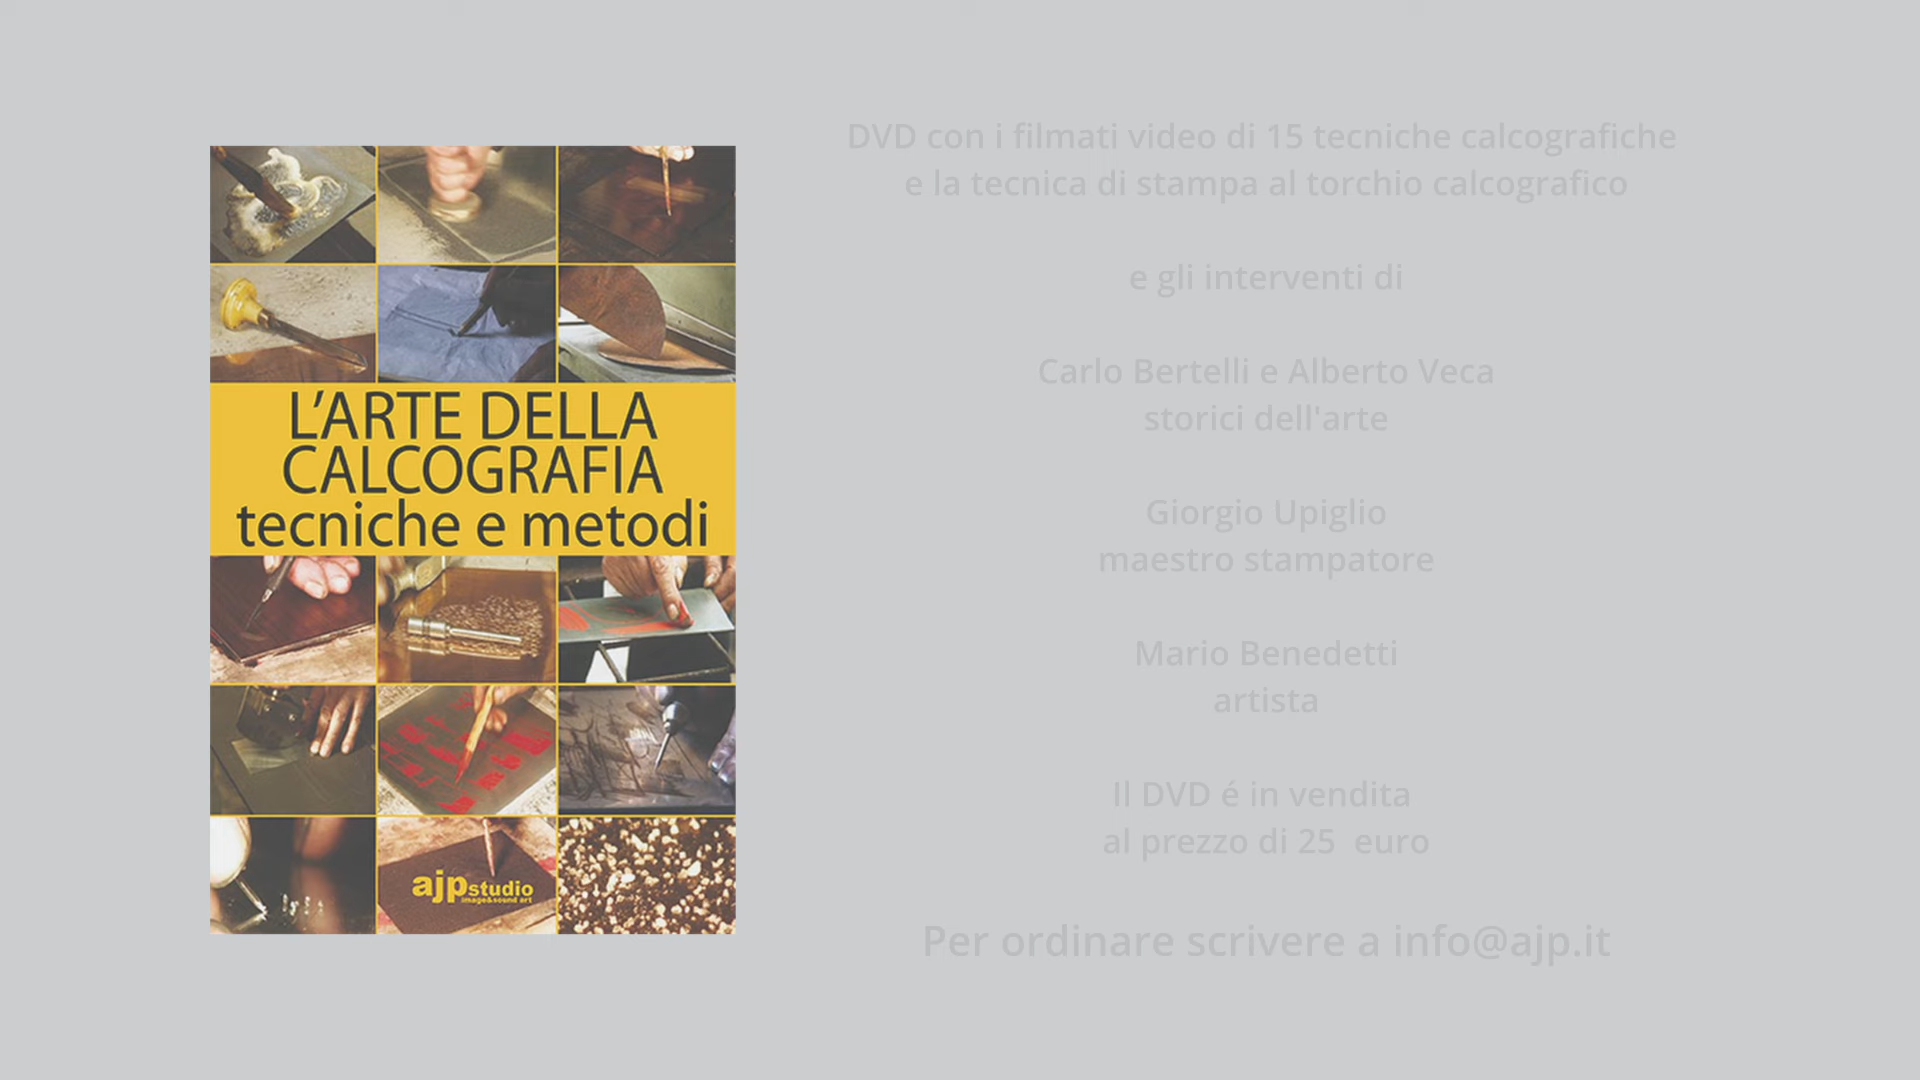 L'ARTE DELLA
CALCOGRAFIA
tecniche e metodi
ajpstudio
image&sound art
DVD con i filmati video di 15 tecniche calcografiche
e la tecnica di stampa al torchio calcografico
e gli interventi di
Carlo Bertelli e Alberto Veca
storici dell'arte
Giorgio Upiglio
maestro stampatore
Mario Benedetti
artista
Il DVD é in vendita
al prezzo di 25 euro
Per ordinare scrivere a info@ajp.it